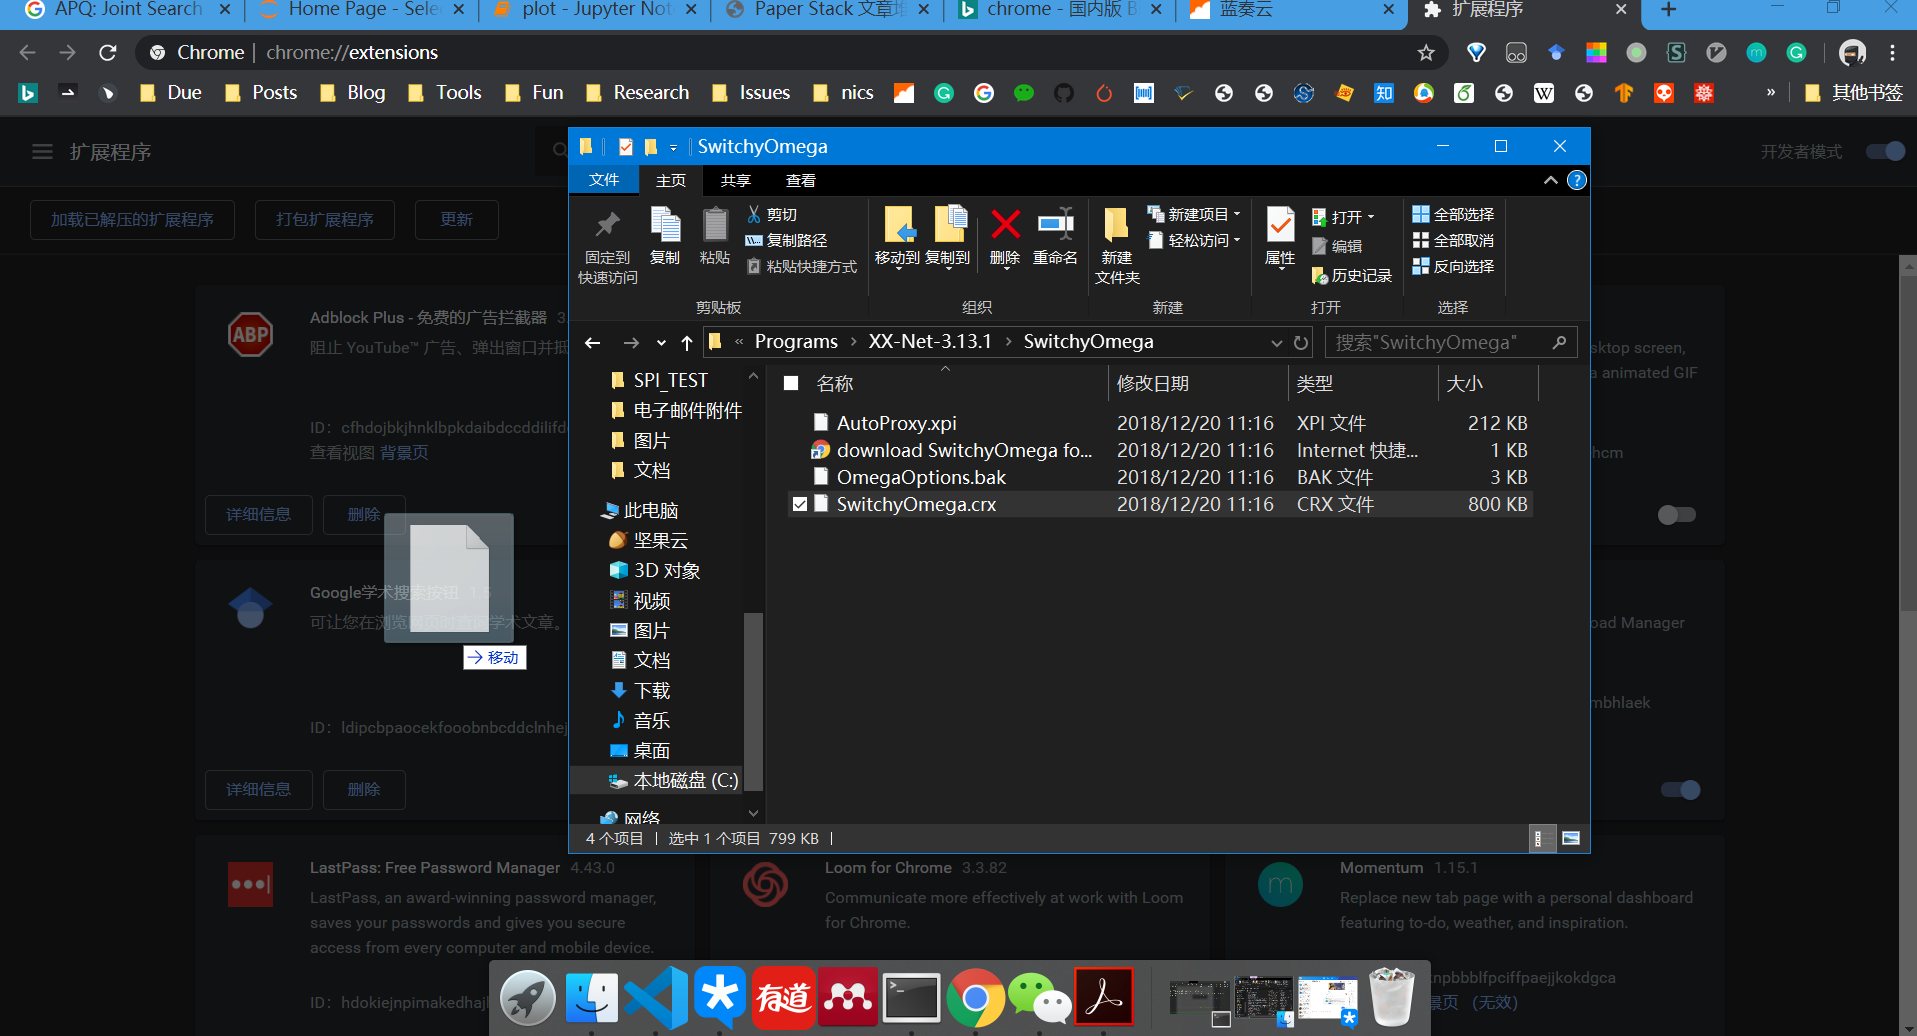 APQ: Joint Search
Home Page - Sele
plot - Jupyter Not
Paper Stack 文章堆
chrome - 国内版 B
蓝奏云
扩展程序
Chrome | chrome://extensions
Due
Posts
Blog
Tools
Fun
Research
Issues
nics
»
其他书签
扩展程序
开发者模式
加载已解压的扩展程序
打包扩展程序
更新
SwitchyOmega
文件
主页
共享
查看
固定到
快速访问
复制
粘贴
剪切
复制路径
粘贴快捷方式
剪贴板
移动到
复制到
删除
重命名
组织
新建
文件夹
新建项目
轻松访问
新建
属性
打开
编辑
历史记录
打开
全部选择
全部取消
反向选择
选择
« Programs › XX-Net-3.13.1 › SwitchyOmega
搜索"SwitchyOmega"
SPI_TEST
电子邮件附件
图片
文档
此电脑
坚果云
3D 对象
视频
图片
文档
下载
音乐
桌面
本地磁盘 (C:)
网络
名称 修改日期 类型 大小
AutoProxy.xpi 2018/12/20 11:16 XPI 文件 212 KB
download SwitchyOmega fo... 2018/12/20 11:16 Internet 快捷... 1 KB
OmegaOptions.bak 2018/12/20 11:16 BAK 文件 3 KB
SwitchyOmega.crx 2018/12/20 11:16 CRX 文件 800 KB
4 个项目 | 选中 1 个项目 799 KB |
ABP
Adblock Plus - 免费的广告拦截器 3.
阻止 YouTube™ 广告、弹出窗口并抵
ID: cfhdojbkjhnklbpkdaibdccddilifd
查看视图 背景页
详细信息
删除
ktop screen,
a animated GIF
hcm
Google学术搜索按钮 1.5
可让您在浏览
学术文章。
移动
ID: ldipcbpaocekfooobnbcddclnhej
详细信息
删除
oad Manager
mbhlaek
LastPass: Free Password Manager 4.43.0
LastPass, an award-winning password manager,
saves your passwords and gives you secure
access from every computer and mobile device.
ID: hdokiejnpimakedhajl
Loom for Chrome 3.3.82
Communicate more effectively at work with Loom
for Chrome.
m
Momentum 1.15.1
Replace new tab page with a personal dashboard
featuring to-do, weather, and inspiration.
npbbblfpciffpaejjkokdgca
景页 (无效)
有道